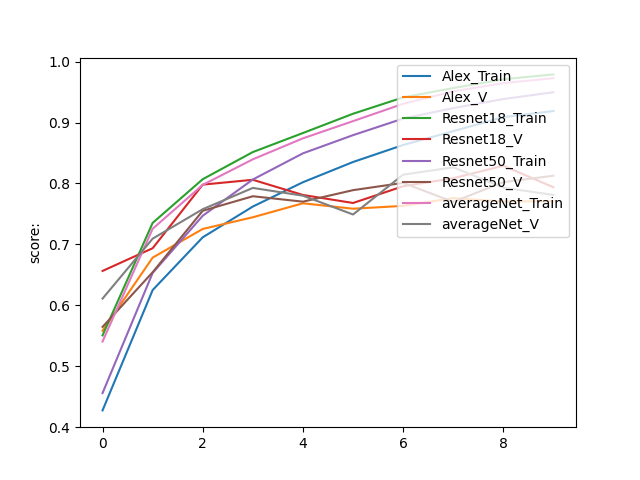 1.0
0.9
0.8
0.7
0.6
0.5
0.4
score:
0 2 4 6 8
Alex_Train
Alex_V
Resnet18_Train
Resnet18_V
Resnet50_Train
Resnet50_V
averageNet_Train
averageNet_V